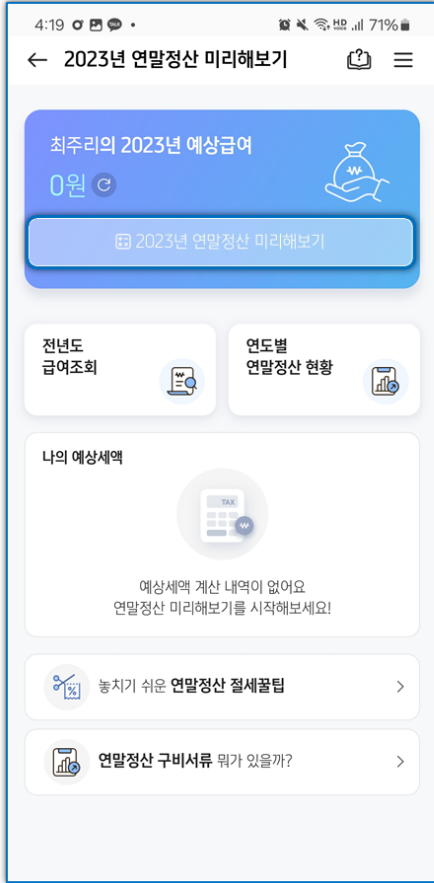 4:19
HD
71%
2023년 연말정산 미리해보기
최주리의 2023년 예상급여
0원
2023년 연말정산 미리해보기
전년도
급여조회
연도별
연말정산 현황
나의 예상세액
TAX
예상세액 계산 내역이 없어요
연말정산 미리해보기를 시작해보세요!
놓치기 쉬운 연말정산 절세꿀팁
연말정산 구비서류 뭐가 있을까?